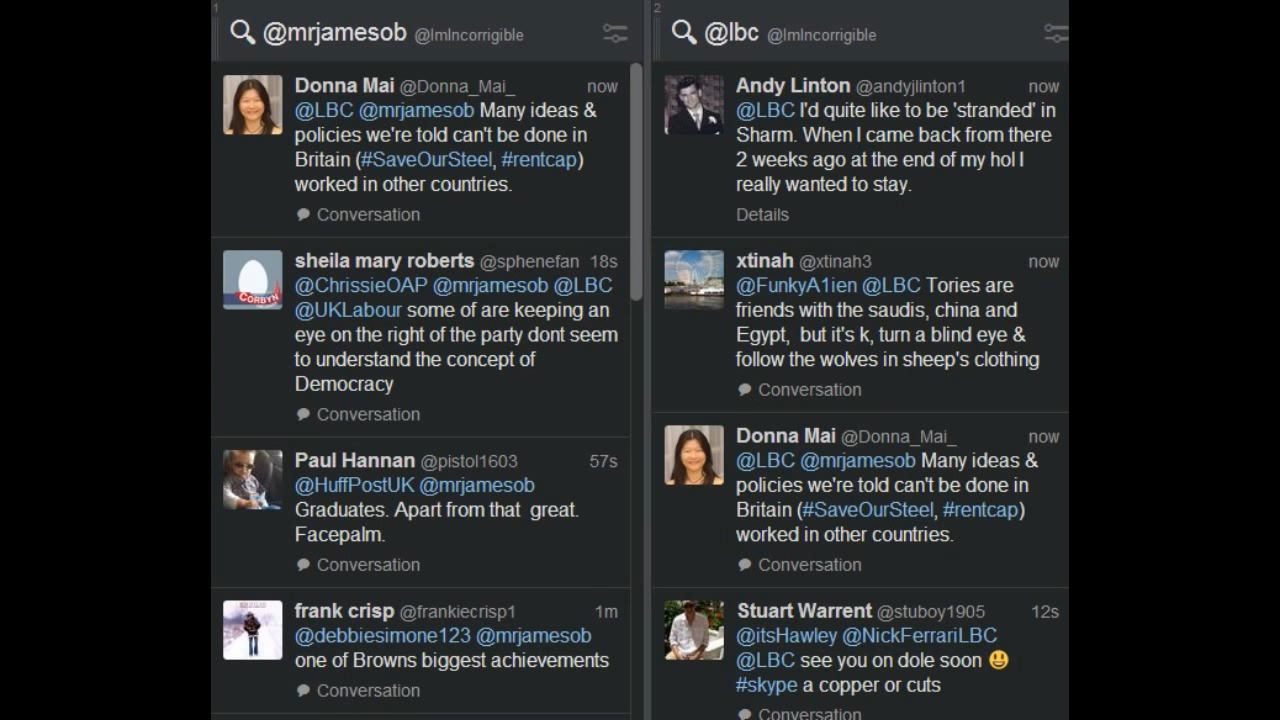 1
@mrjamesob @ImIncorrigible
Donna Mai @Donna_Mai_ now
@LBC @mrjamesob Many ideas &
policies we're told can't be done in
Britain (#SaveOurSteel, #rentcap)
worked in other countries.
Conversation
sheila mary roberts @sphenefan 18s
@ChrissieOAP @mrjamesob @LBC
@UKLabour some of are keeping an
eye on the right of the party dont seem
to understand the concept of
Democracy
Conversation
CORBYN
Paul Hannan @pistol1603 57s
@HuffPostUK @mrjamesob
Graduates. Apart from that  great.
Facepalm.
Conversation
frank crisp @frankiecrisp1 1m
@debbiesimone123 @mrjamesob
one of Browns biggest achievements
Conversation
2
@lbc @ImIncorrigible
Andy Linton @andyjlinton1 now
@LBC I'd quite like to be 'stranded' in
Sharm. When I came back from there
2 weeks ago at the end of my hol I
really wanted to stay.
Details
xtinah @xtinah3 now
@FunkyA1ien @LBC Tories are
friends with the saudis, china and
Egypt,  but it's k, turn a blind eye &
follow the wolves in sheep's clothing
Conversation
Donna Mai @Donna_Mai_ now
@LBC @mrjamesob Many ideas &
policies we're told can't be done in
Britain (#SaveOurSteel, #rentcap)
worked in other countries.
Conversation
Stuart Warrent @stuboy1905 12s
@itsHawley @NickFerrariLBC
@LBC see you on dole soon 😃
#skype a copper or cuts
Conversation